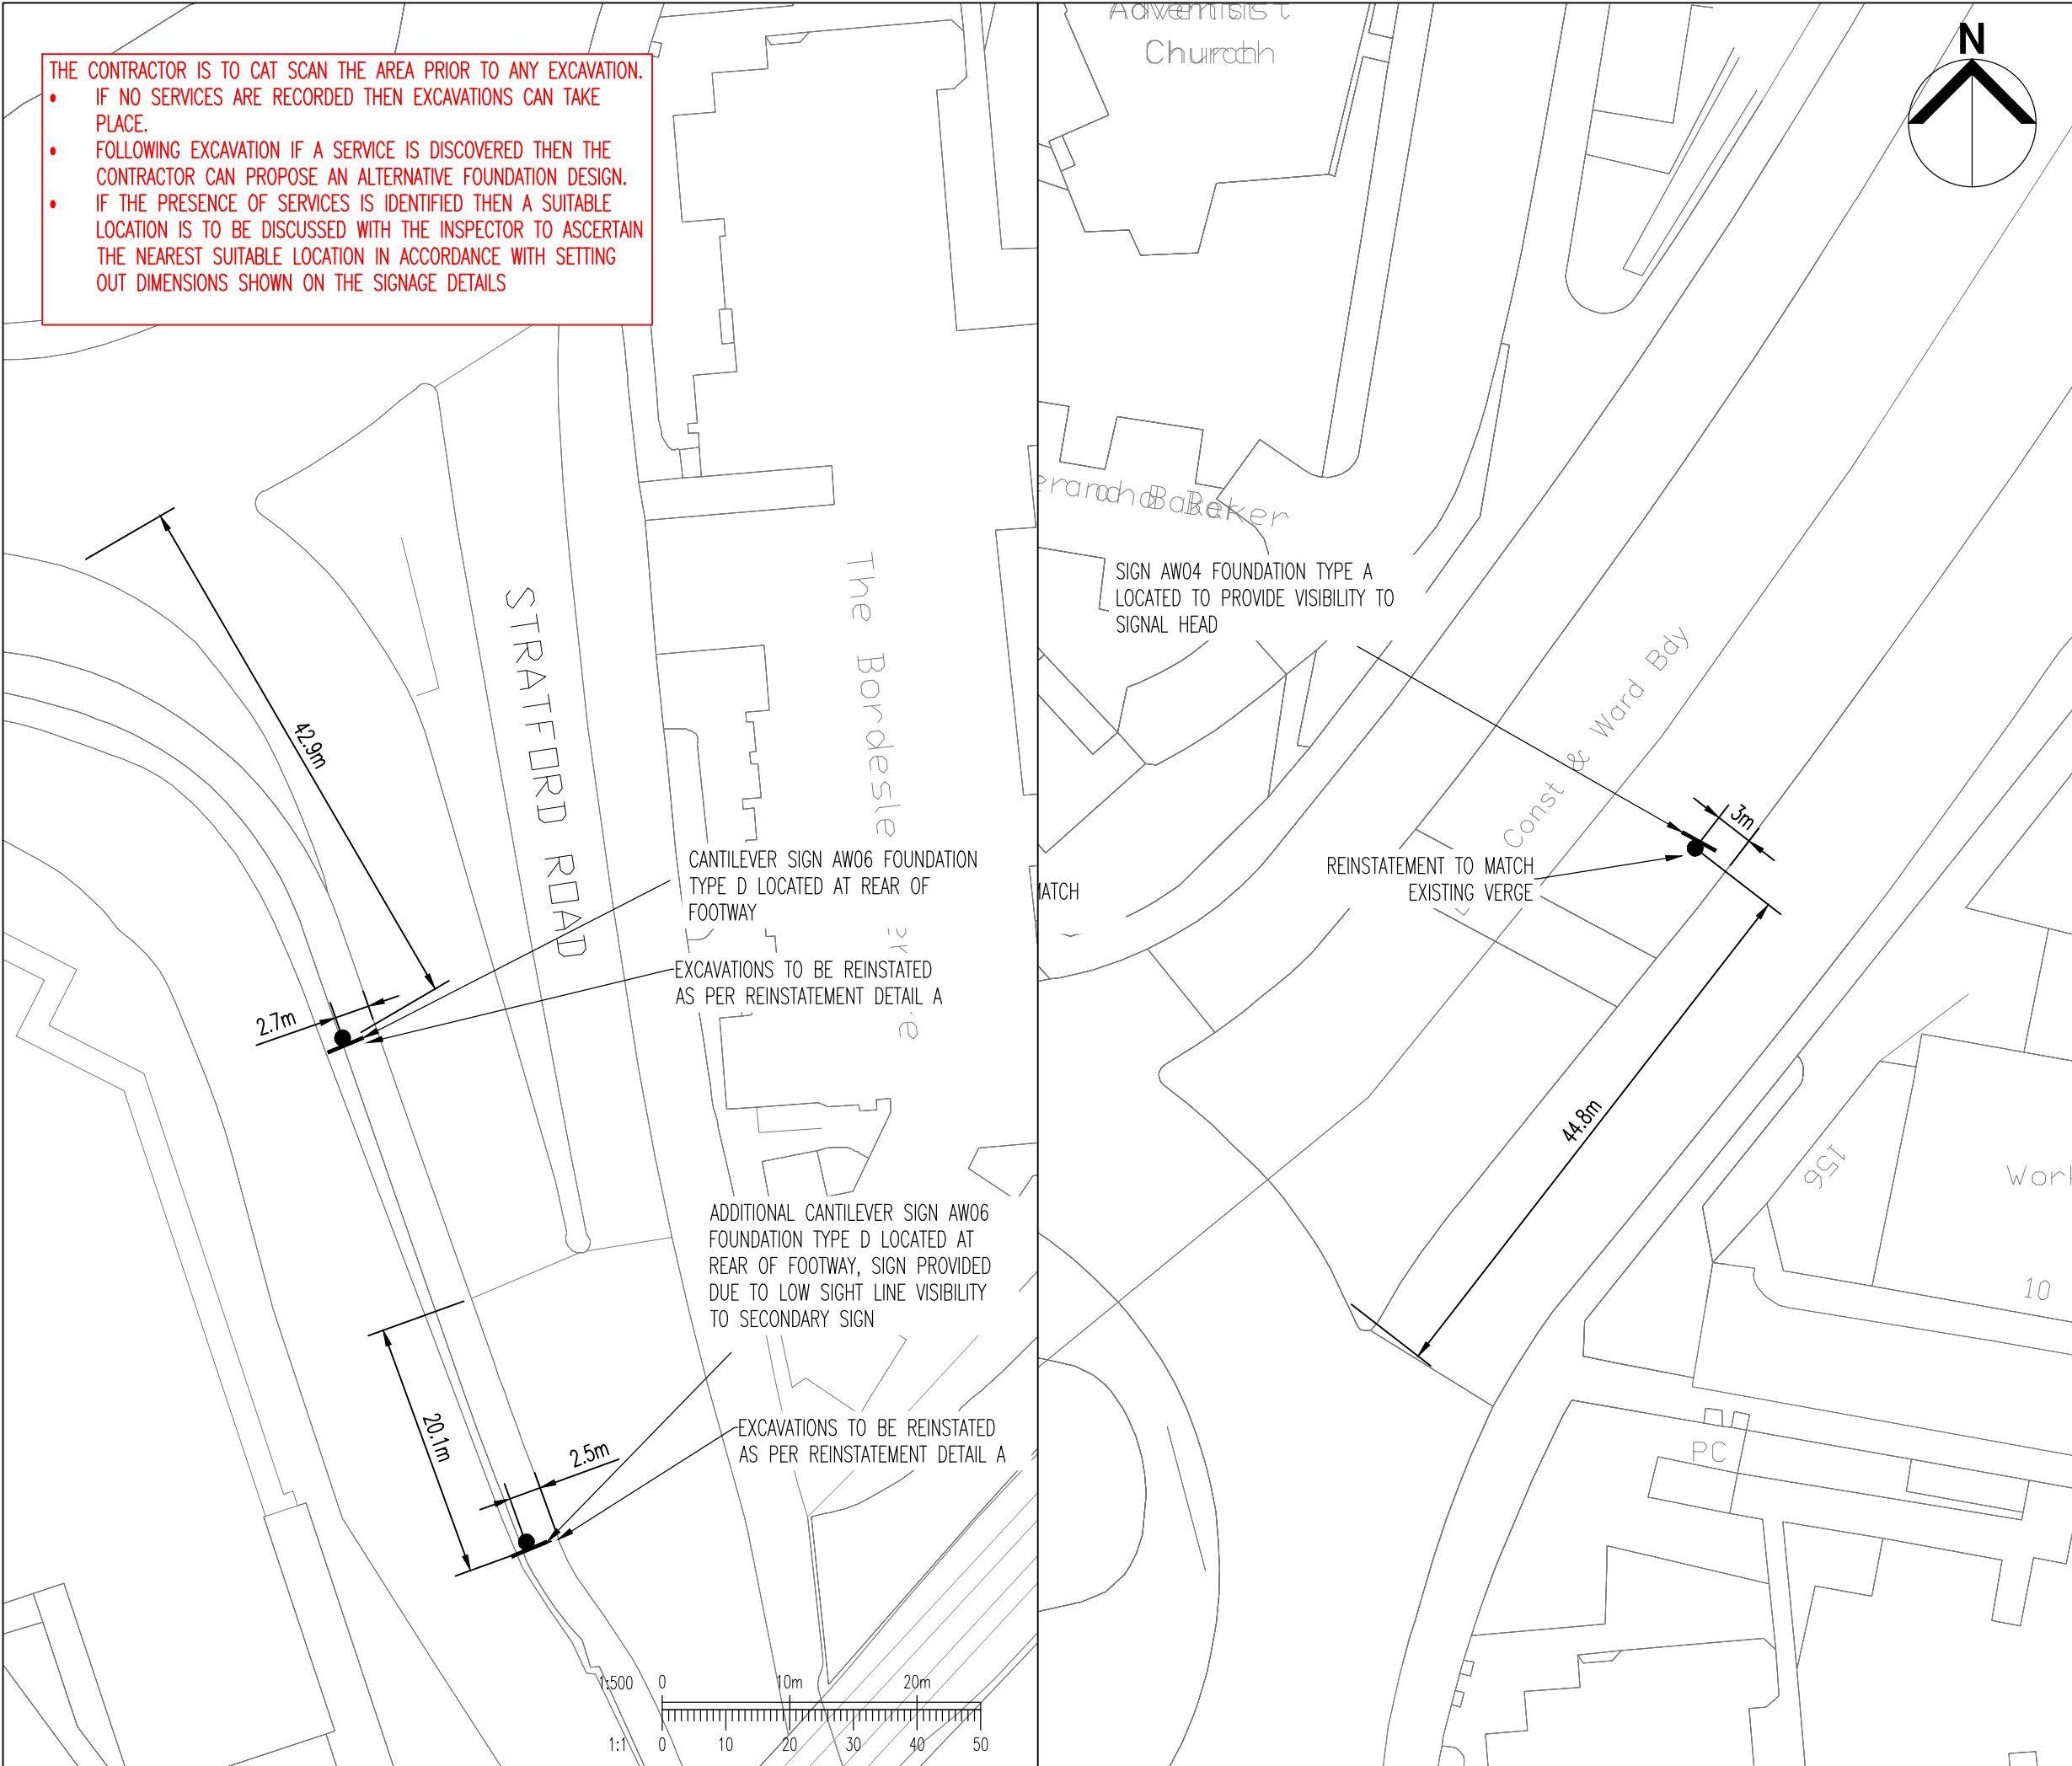 THE CONTRACTOR IS TO CAT SCAN THE AREA PRIOR TO ANY EXCAVATION.
• IF NO SERVICES ARE RECORDED THEN EXCAVATIONS CAN TAKE
PLACE.
• FOLLOWING EXCAVATION IF A SERVICE IS DISCOVERED THEN THE
CONTRACTOR CAN PROPOSE AN ALTERNATIVE FOUNDATION DESIGN.
• IF THE PRESENCE OF SERVICES IS IDENTIFIED THEN A SUITABLE
LOCATION IS TO BE DISCUSSED WITH THE INSPECTOR TO ASCERTAIN
THE NEAREST SUITABLE LOCATION IN ACCORDANCE WITH SETTING
OUT DIMENSIONS SHOWN ON THE SIGNAGE DETAILS
42.9m
STRATFORD ROAD
The Bordesle
CANTILEVER SIGN AW06 FOUNDATION
TYPE D LOCATED AT REAR OF
FOOTWAY
EXCAVATIONS TO BE REINSTATED
AS PER REINSTATEMENT DETAIL A
2.7m
ADDITIONAL CANTILEVER SIGN AW06
FOUNDATION TYPE D LOCATED AT
REAR OF FOOTWAY, SIGN PROVIDED
DUE TO LOW SIGHT LINE VISIBILITY
TO SECONDARY SIGN
20.1m
2.5m
EXCAVATIONS TO BE REINSTATED
AS PER REINSTATEMENT DETAIL A
1:500 0 10m 20m
1:1 0 10 20 30 40 50
Adventist
Church
N
Baker
SIGN AW04 FOUNDATION TYPE A
LOCATED TO PROVIDE VISIBILITY TO
SIGNAL HEAD
Const & Ward Bdy
3m
REINSTATEMENT TO MATCH
EXISTING VERGE
44.8m
156
10
PC